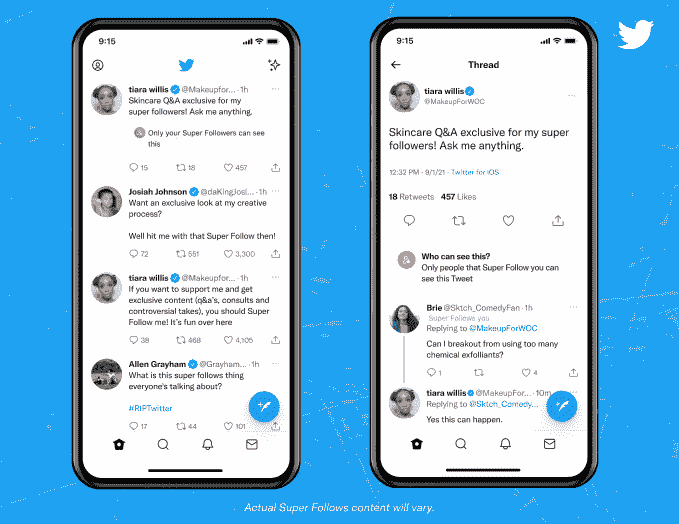 9:15
tiara willis @Makeupfor... · 1h
Skincare Q&A exclusive for my
super followers! Ask me anything.
Only your Super Followers can see
this
15 18 457
Josiah Johnson @daKingJosi... · 1h
Want an exclusive look at my creative
process?
Well hit me with that Super Follow then!
72 551 3,300
tiara willis @Makeupfor... · 1h
If you want to support me and get
exclusive content (q&a's, consults and
controversial takes), you should Super
Follow me! It's fun over here
38 468 4,105
Allen Grayham @Grayham... · 1h
What is this super follows thing
everyone's talking about?
#RIPTwitter
17 44 101
9:15
Thread
tiara willis
@MakeupForWOC
Skincare Q&A exclusive for my super
followers! Ask me anything.
12:32 PM · 9/1/21 · Twitter for iOS
18 Retweets 457 Likes
Who can see this?
Only people that Super Follow you can
see this Tweet
Brie @Sktch_ComedyFan · 1h
Super Follows you
Replying to @MakeupForWOC
Can I breakout from using too many
chemical exfoliants?
1 4
tiara willis @MakeupFor... · 10m
Replying to @Sktch_Comedy...
Yes this can happen.
Actual Super Follows content will vary.